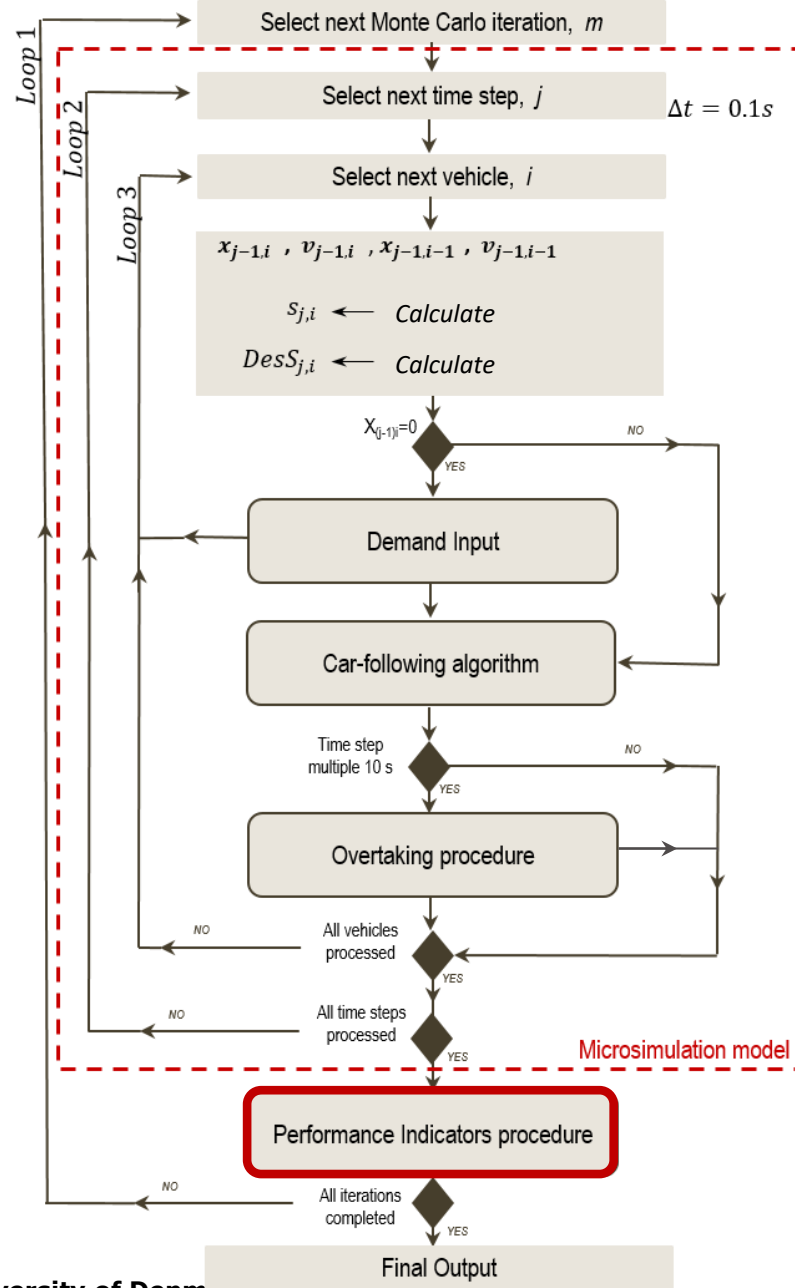 Select next Monte Carlo iteration, m
Loop 1
Select next time step, j
Δt = 0.1s
Loop 2
Select next vehicle, i
Loop 3
x_{j−1,i} , v_{j−1,i} , x_{j−1,i−1} , v_{j−1,i−1}
s_{j,i} ← Calculate
DesS_{j,i} ← Calculate
X_{(j-1)i}=0
NO
YES
Demand Input
Car-following algorithm
Time step
multiple 10 s
NO
YES
Overtaking procedure
All vehicles
processed
NO
YES
All time steps
processed
NO
YES
Microsimulation model
Performance Indicators procedure
All iterations
completed
NO
YES
Final Output